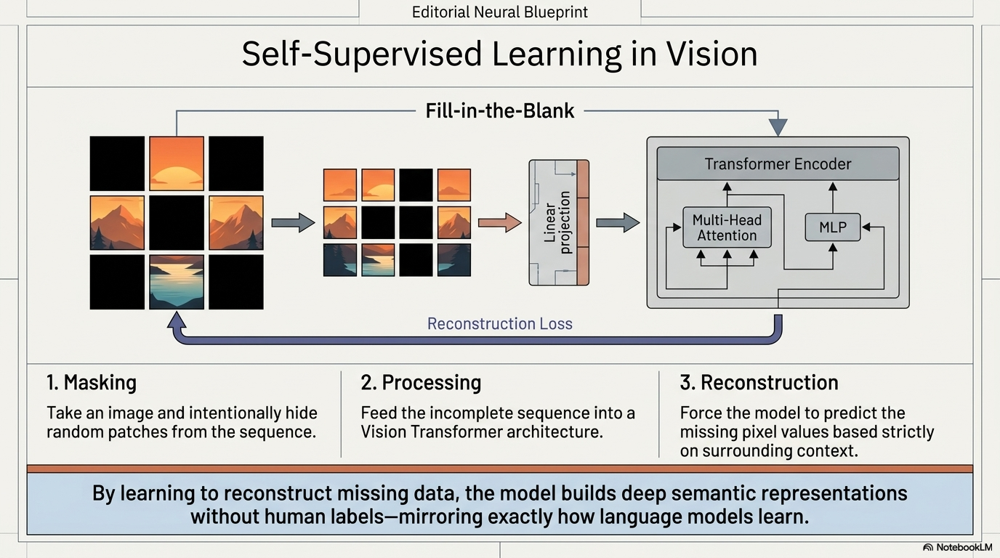 Editorial Neural Blueprint
Self-Supervised Learning in Vision
Fill-in-the-Blank
Linear
projection
Transformer Encoder
Multi-Head
Attention
MLP
Reconstruction Loss
1. Masking
Take an image and intentionally hide
random patches from the sequence.
2. Processing
Feed the incomplete sequence into a
Vision Transformer architecture.
3. Reconstruction
Force the model to predict the
missing pixel values based strictly
on surrounding context.
By learning to reconstruct missing data, the model builds deep semantic representations
without human labels—mirroring exactly how language models learn.
NotebookLM